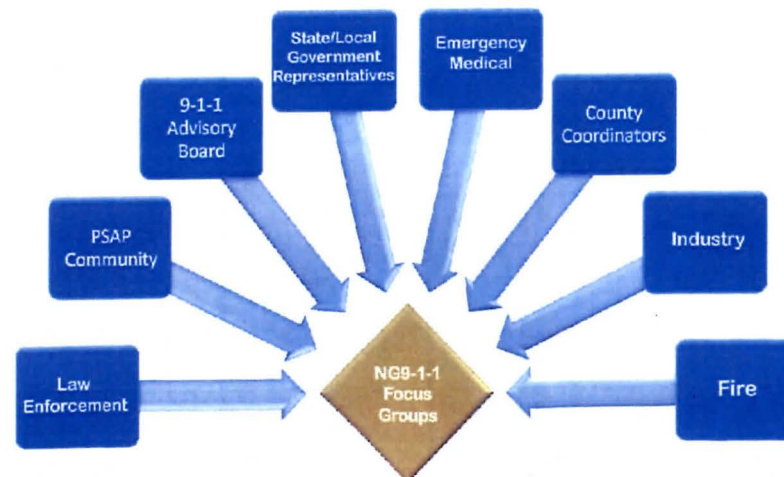 State/Local
Government
Representatives
Emergency
Medical
9-1-1
Advisory
Board
County
Coordinators
PSAP
Community
Industry
Law
Enforcement
NG9-1-1
Focus
Groups
Fire